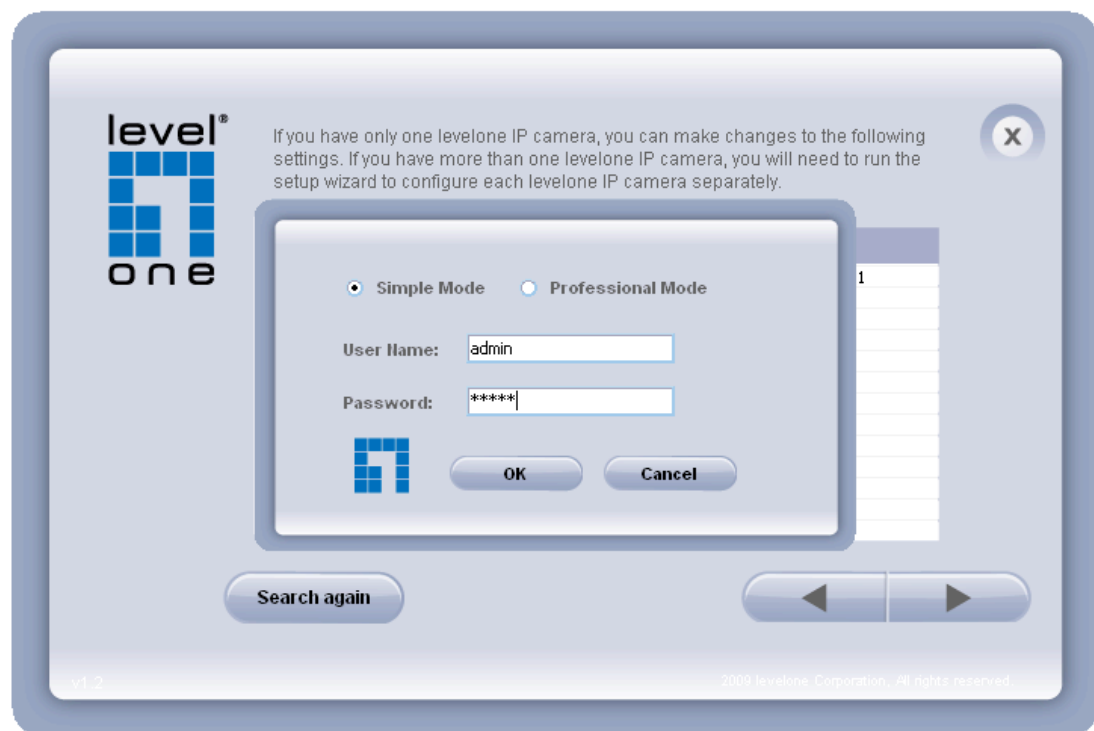 level®
one
If you have only one levelone IP camera, you can make changes to the following
settings. If you have more than one levelone IP camera, you will need to run the
setup wizard to configure each levelone IP camera separately.
X
1
Simple Mode
Professional Mode
User Name:
admin
Password:
*****
OK
Cancel
Search again
v1.2
2009 levelone Corporation. All rights reserved.